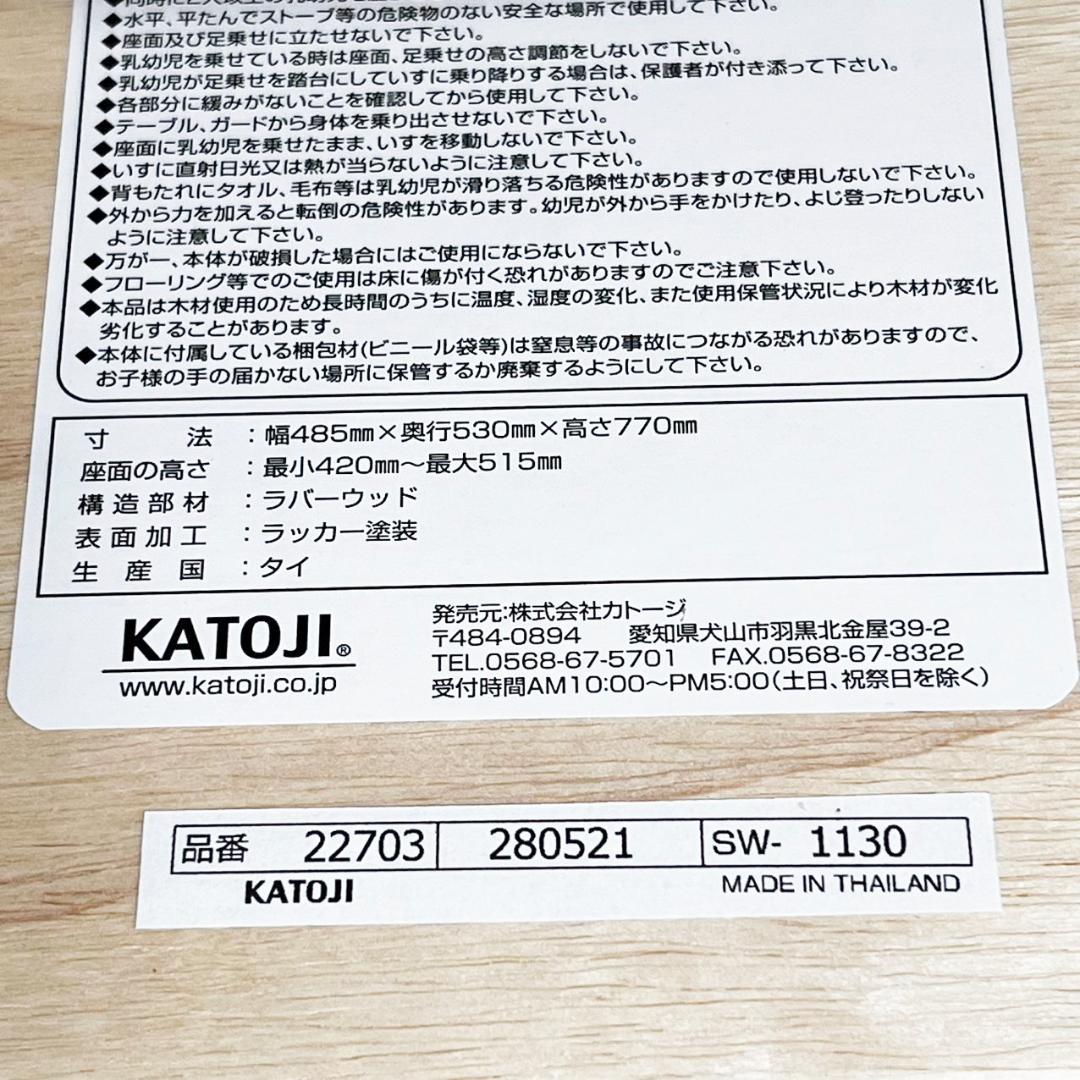 ◆水平、平たんでストーブ等の危険物のない安全な場所で使用して下さい。
◆座面及び足乗せに立たせないで下さい。
◆乳幼児を乗せている時は座面、足乗せの高さ調節をしないで下さい。
◆乳幼児が足乗せを踏台にしていすに乗り降りする場合は、保護者が付き添って下さい。
◆各部分に緩みがないことを確認してから使用して下さい。
◆テーブル、ガードから身体を乗り出させないで下さい。
◆座面に乳幼児を乗せたまま、いすを移動しないで下さい。
◆いすに直射日光又は熱が当らないように注意して下さい。
◆背もたれにタオル、毛布等は乳幼児が滑り落ちる危険性がありますので使用しないで下さい。
◆外から力を加えると転倒の危険性があります。幼児が外から手をかけたり、よじ登ったりしない
ように注意して下さい。
◆万が一、本体が破損した場合にはご使用にならないで下さい。
◆フローリング等でのご使用は床に傷が付く恐れがありますのでご注意下さい。
◆本品は木材使用のため長時間のうちに温度、湿度の変化、また使用保管状況により木材が変化
劣化することがあります。
◆本体に付属している梱包材(ビニール袋等)は窒息等の事故につながる恐れがありますので、
お子様の手の届かない場所に保管するか廃棄するようにして下さい。
寸法：幅485㎜×奥行530㎜×高さ770㎜
座面の高さ：最小420㎜～最大515㎜
構造部材：ラバーウッド
表面加工：ラッカー塗装
生産国：タイ
KATOJI®
www.katoji.co.jp
発売元:株式会社カトージ
〒484-0894 愛知県犬山市羽黒北金屋39-2
TEL.0568-67-5701 FAX.0568-67-8322
受付時間AM10:00～PM5:00(土日、祝祭日を除く)
品番 22703 280521 SW- 1130
KATOJI MADE IN THAILAND